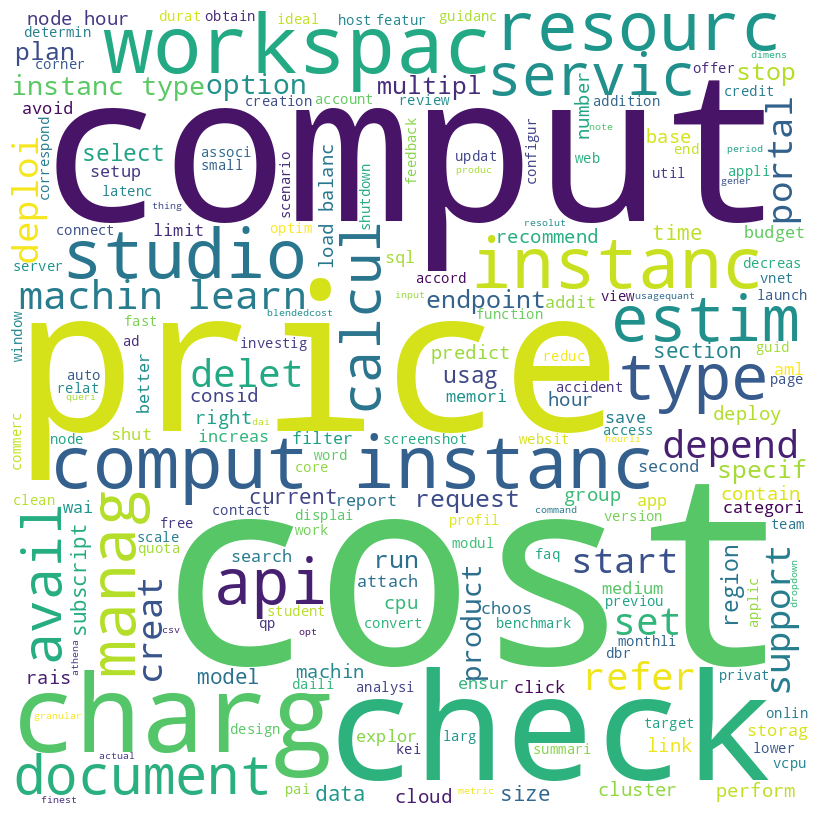 node hour
durat
obtain
ideal
host
featur
guidanc
workspac
resourc
determin
corner
plan
dimens
instanc type
option
multipl
servic
offer
stop
credit
avoid
creation
account
review
addition
number
portal
comput
correspond
deploi
select
setup
latenc
associ
small
scenario
load balanc
shutdown
feedback
updat
produc
configur
web
base
note
end
util
period
appli
gener
thing
connect
server
studio
limit
optim
calcul
sql
accord
resolut
recommend
instanc
time
budget
decreas
vnet
view
usagequant
launch
machin learn
input
endpoint
addit
estim
window
fast
ad
blendedcost
function
price
investig
predict
reduc
section
guid
aml
page
auto
relat
queri
better
delet
consid
usag
memori
hour
accident
type
save
access
deploy
commerc
node
shut
right
increas
dai
filter
word
core
screenshot
websit
hourli
depend
comput instanc
second
specif
clean
wai
avail
manag
current
report
request
group
contain
categori
free
contact
displai
work
profil
app
version
team
scale
quota
subscript
creat
search
api
run
attach
modul
faq
command
cost
start
region
applic
dropdown
support
student
cpu
convert
product
choos
benchmark
medium
previou
set
monthli
dbr
privat
athena
csv
qp
opt
rais
model
machin
daili
analysi
ensur
click
refer
onlin
granular
charg
design
explor
kei
larg
check
summari
target
link
storag
lower
vcpu
actual
document
finest
pai
data
cloud
metric
size
cluster
perform